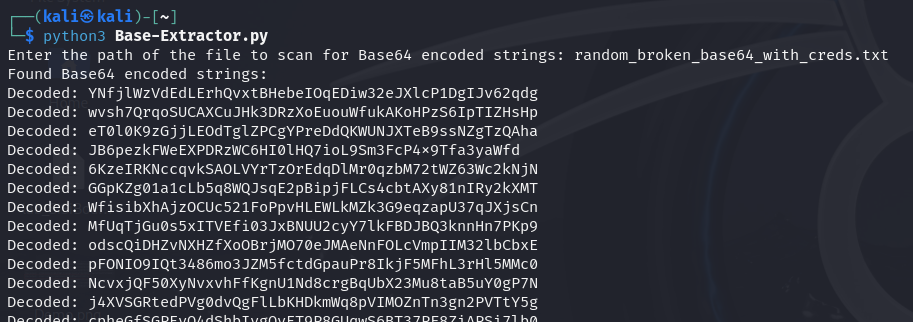 ┌──(kali㉿kali)-[~]
└─$ python3 Base-Extractor.py
Enter the path of the file to scan for Base64 encoded strings: random_broken_base64_with_creds.txt
Found Base64 encoded strings:
Decoded: YNfjlWzVdEdLErhQvxtBHebeIOqEDiw32eJXlcP1DgIJv62qdg
Decoded: wvsh7QrqoSUCAXCuJHk3DRzXoEuouWfukAKoHPzS6IpTIZHsHp
Decoded: eT0l0K9zGjjLEOdTglZPCgYPreDdQKWUNJXTeB9ssNZgTzQAha
Decoded: JB6pezkFWeEXPDRzWC6HI0lHQ7ioL9Sm3FcP4×9Tfa3yaWfd
Decoded: 6KzeIRKNccqvkSAOLVYrTzOrEdqDlMr0qzbM72tWZ63Wc2kNjN
Decoded: GGpKZg01a1cLb5q8WQJsqE2pBipjFLCs4cbtAXy81nIRy2kXMT
Decoded: WfisibXhAjzOCUc521FoPpvHLEWLkMZk3G9eqzapU37qJXjsCn
Decoded: MfUqTjGu0s5xITVEfi03JxBNUU2cyY7lkFBDJBQ3knnHn7PKp9
Decoded: odscQiDHZvNXHZfXoOBrjMO70eJMAeNnFOLcVmpIIM32lbCbxE
Decoded: pFONIO9IQt3486mo3JZM5fctdGpauPr8IkjF5MFhL3rHl5MMc0
Decoded: NcvxjQF50XyNvxvhFfKgnU1Nd8crgBqUbX23Mu8taB5uY0gP7N
Decoded: j4XVSGRtedPVg0dvQgFlLbKHDkmWq8pVIMOZnTn3gn2PVTtY5g
Decoded: